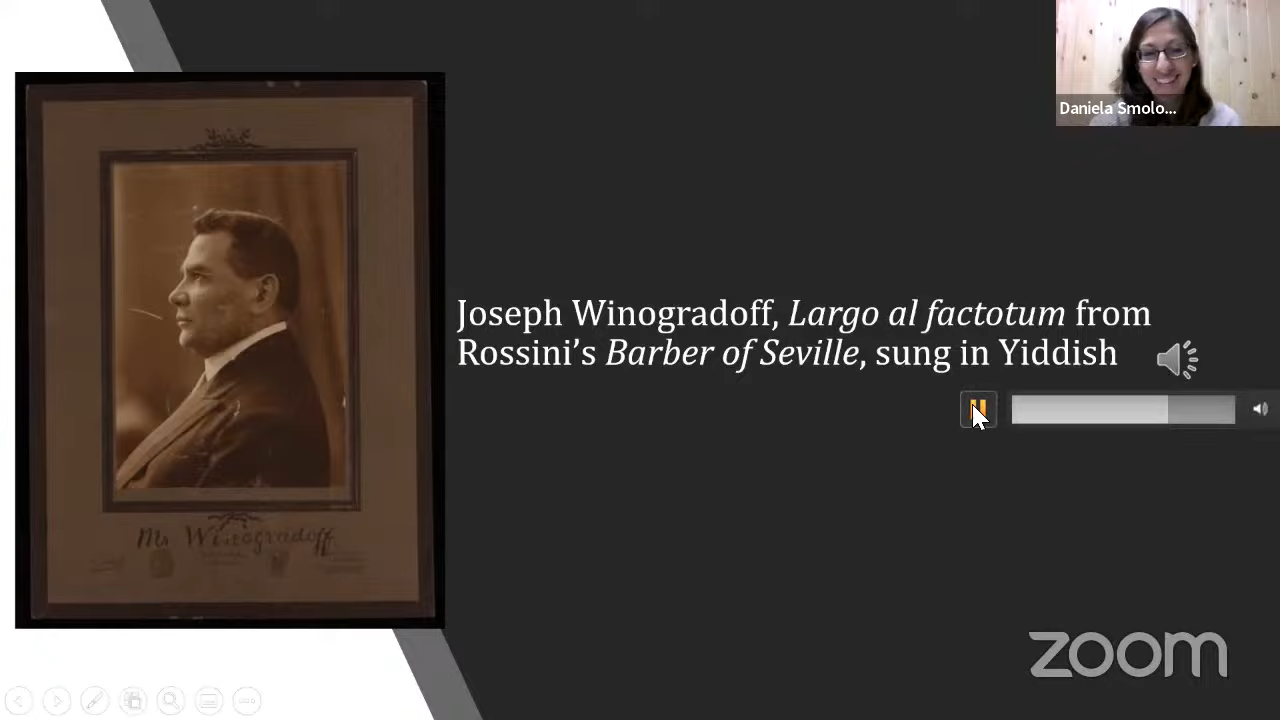 Daniela Smolo...
Joseph Winogradoff, Largo al factotum from
Rossini’s Barber of Seville, sung in Yiddish
Mr Winogradoff
zoom